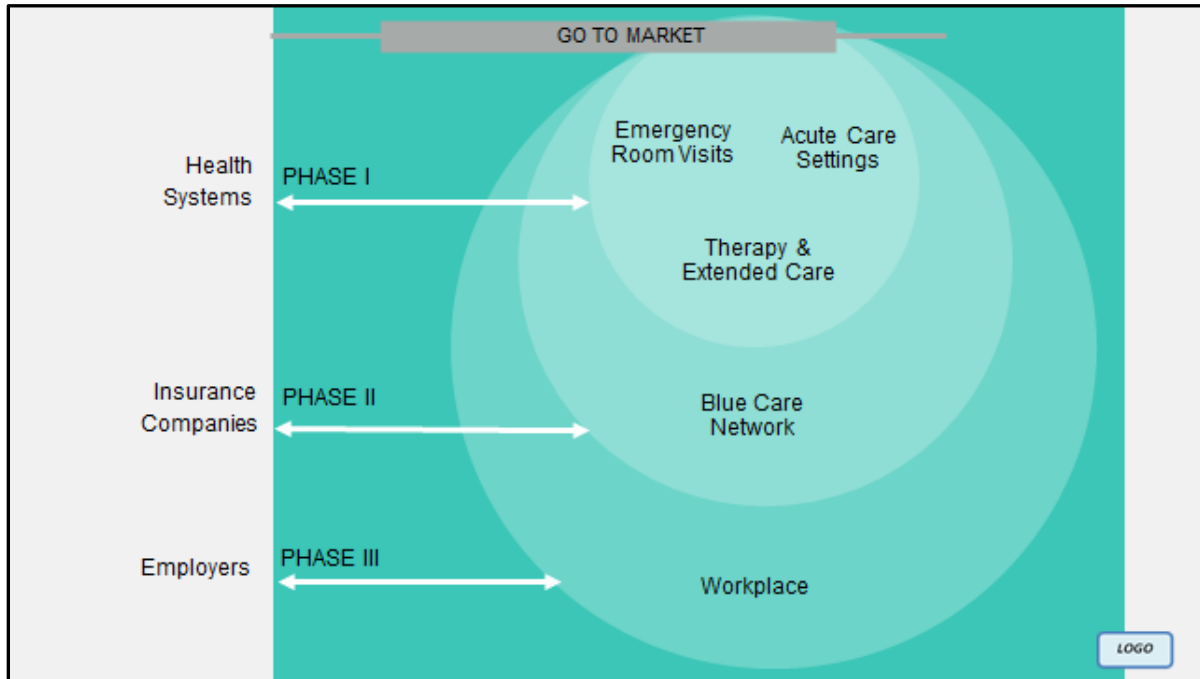 GO TO MARKET
Emergency
Room Visits
Acute Care
Settings
Health
Systems
PHASE I
Therapy &
Extended Care
Insurance
Companies
PHASE II
Blue Care
Network
Employers
PHASE III
Workplace
LOGO